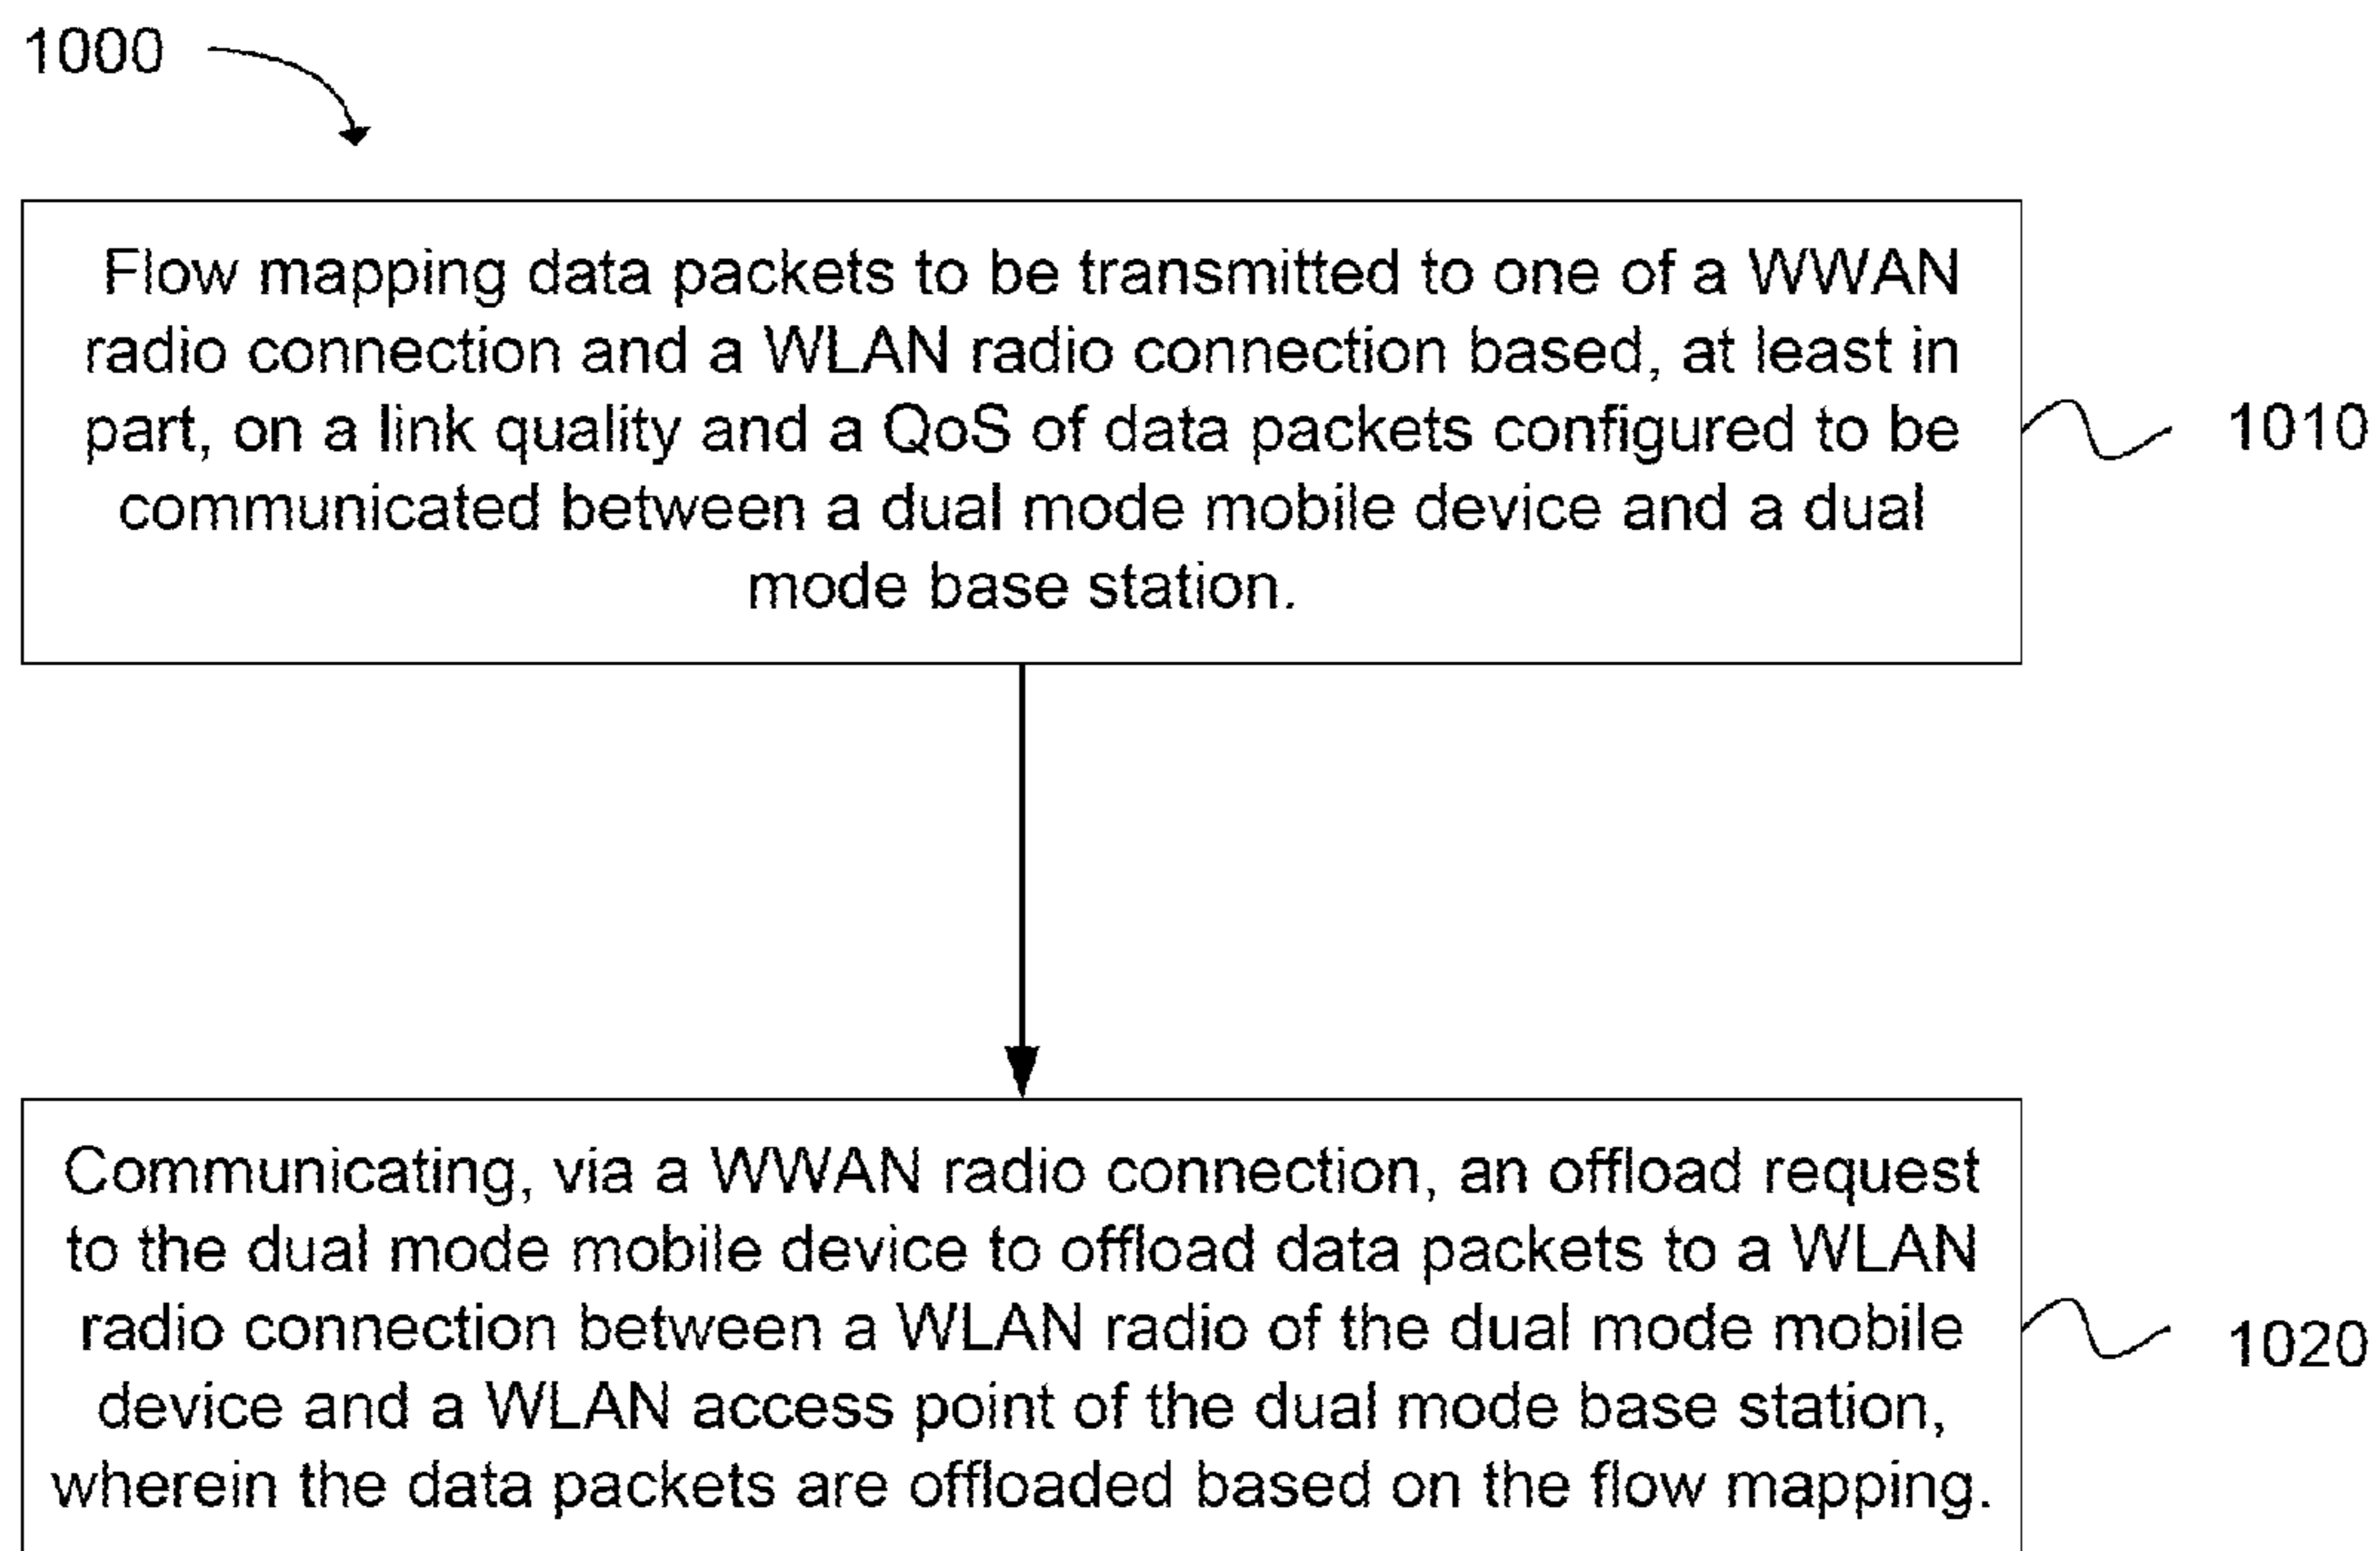 1000
Flow mapping data packets to be transmitted to one of a WWAN
radio connection and a WLAN radio connection based, at least in
part, on a link quality and a QoS of data packets configured to be
communicated between a dual mode mobile device and a dual
mode base station.
1010
Communicating, via a WWAN radio connection, an offload request
to the dual mode mobile device to offload data packets to a WLAN
radio connection between a WLAN radio of the dual mode mobile
device and a WLAN access point of the dual mode base station,
wherein the data packets are offloaded based on the flow mapping.
1020